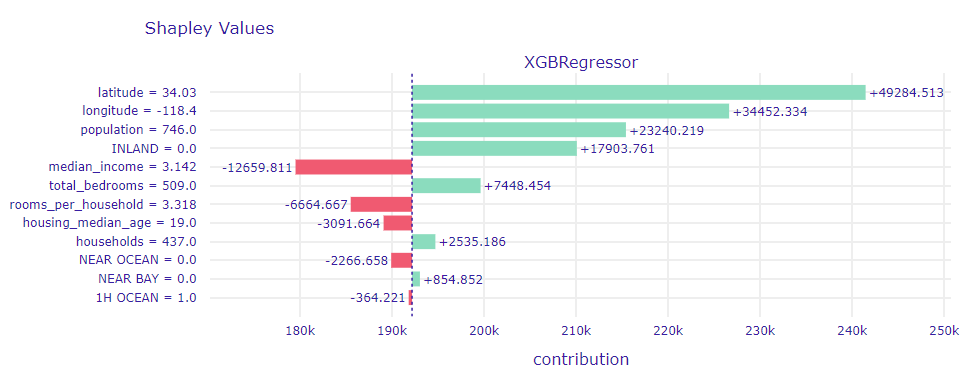 Shapley Values
XGBRegressor
latitude = 34.03 +49284.513
longitude = -118.4 +34452.334
population = 746.0 +23240.219
INLAND = 0.0 +17903.761
median_income = 3.142 -12659.811
total_bedrooms = 509.0 +7448.454
rooms_per_household = 3.318 -6664.667
housing_median_age = 19.0 -3091.664
households = 437.0 +2535.186
NEAR OCEAN = 0.0 -2266.658
NEAR BAY = 0.0 +854.852
1H OCEAN = 1.0 -364.221
180k 190k 200k 210k 220k 230k 240k 250k
contribution